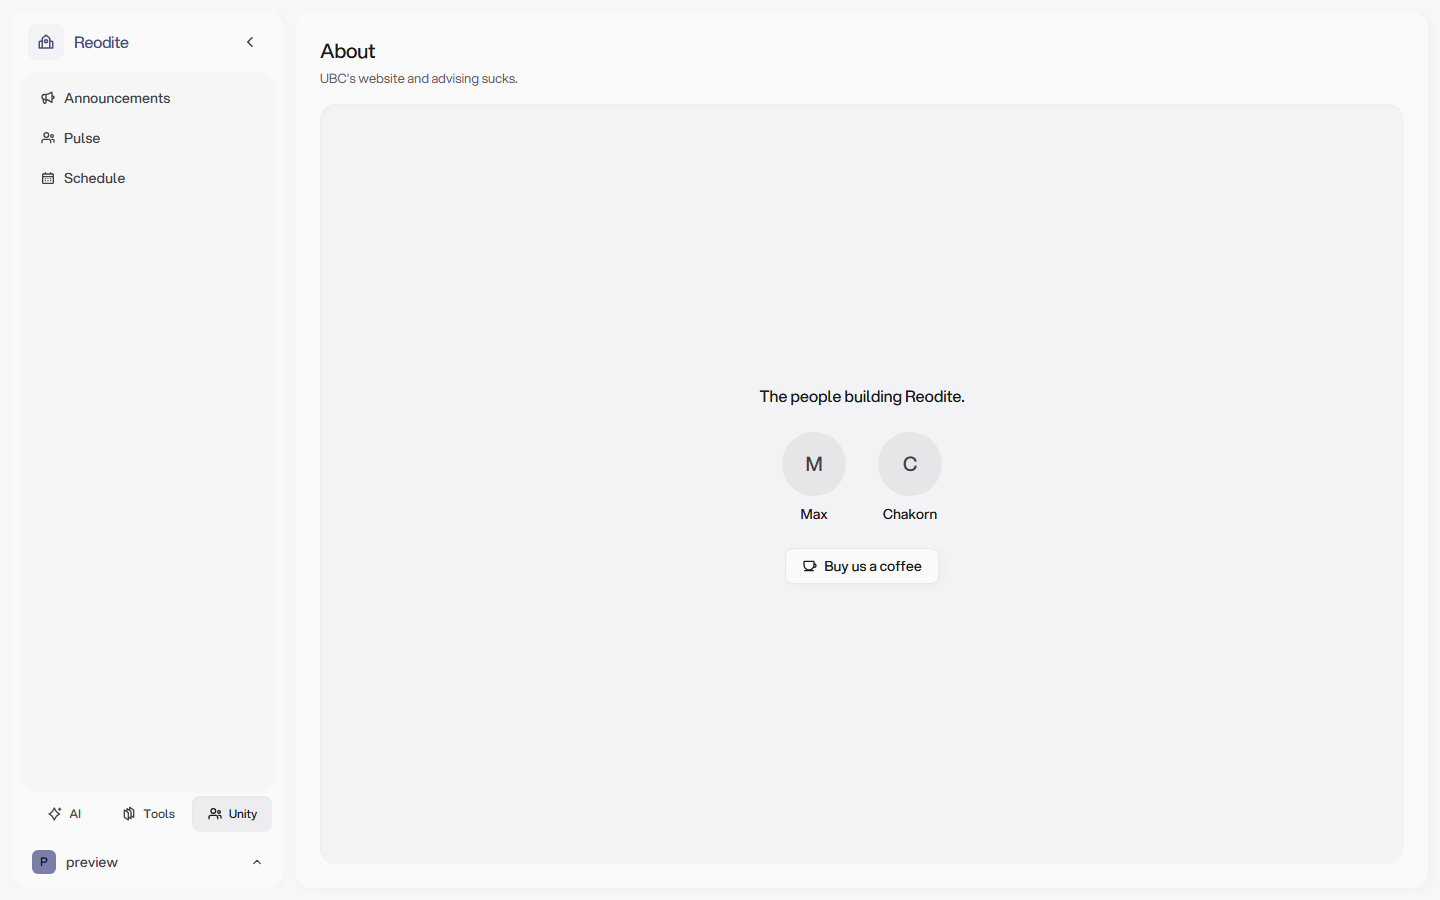 Reodite
Announcements
Pulse
Schedule
AI
Tools
Unity
P
preview
About
UBC's website and advising sucks.
The people building Reodite.
M
C
Max
Chakorn
Buy us a coffee